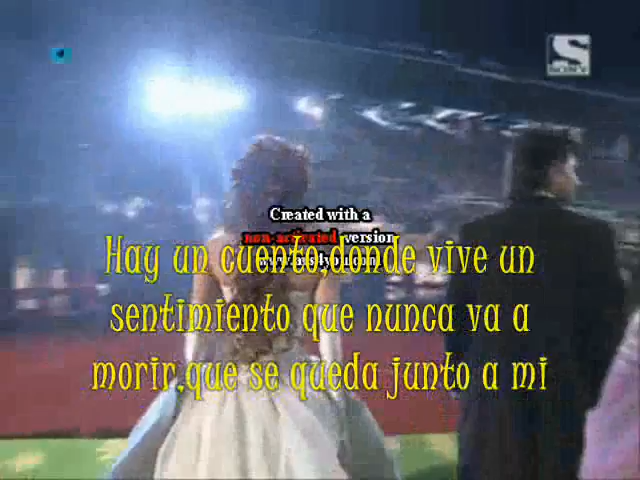 SONY
Created with a
non-activated version
Hay un cuento,donde vive un
sentimiento que nunca va a
morir,que se queda junto a mi